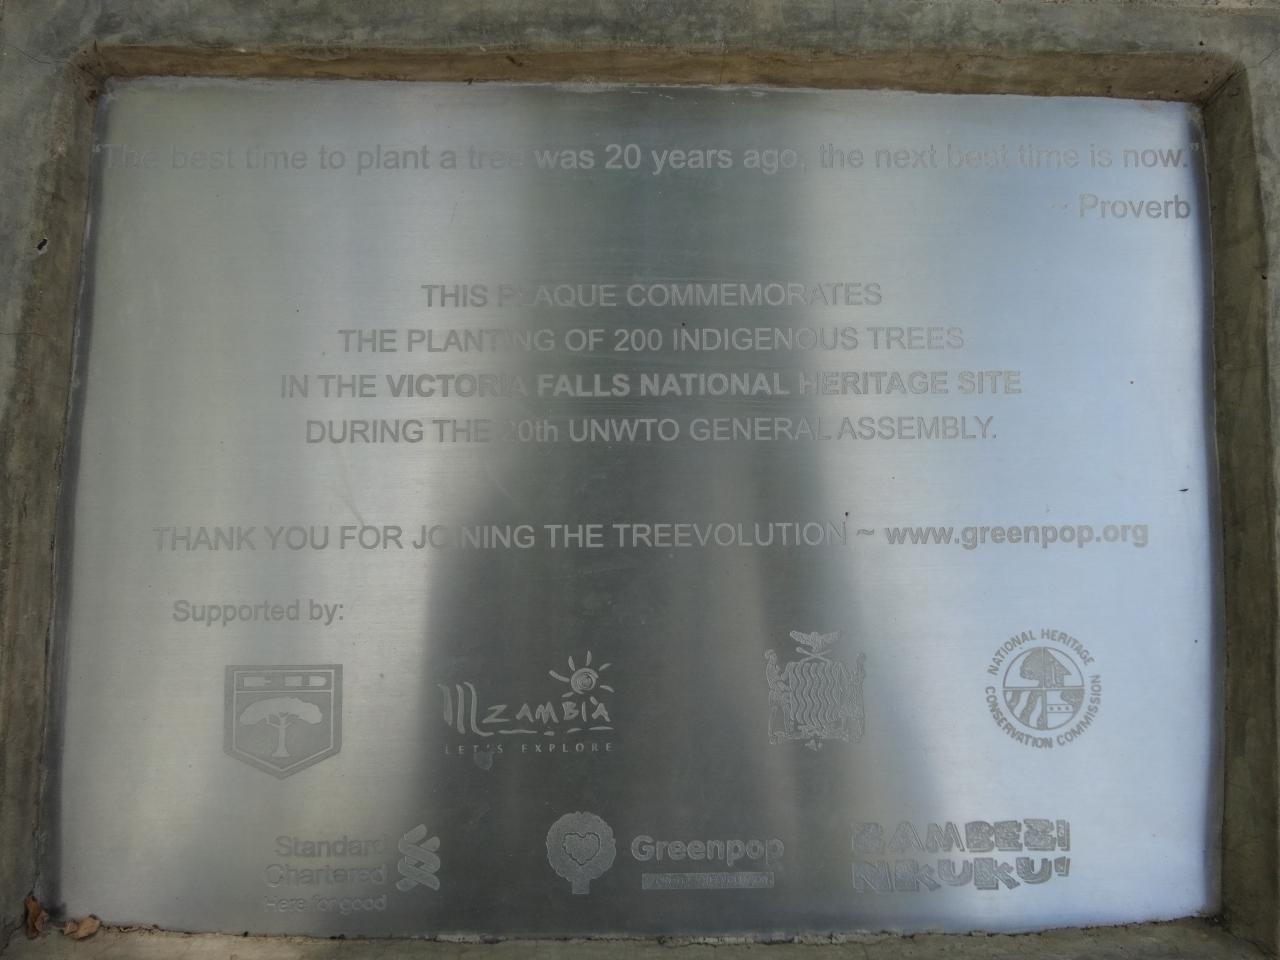 "The best time to plant a tree was 20 years ago, the next best time is now."
~ Proverb
THIS PLAQUE COMMEMORATES
THE PLANTING OF 200 INDIGENOUS TREES
IN THE VICTORIA FALLS NATIONAL HERITAGE SITE
DURING THE 20th UNWTO GENERAL ASSEMBLY.
THANK YOU FOR JOINING THE TREEVOLUTION ~ www.greenpop.org
Supported by:
ZAMBIA
LET'S EXPLORE
NATIONAL HERITAGE
CONSERVATION COMMISSION
Standard
Chartered
Here for good
Greenpop
ZAMBEZI
NKUKU